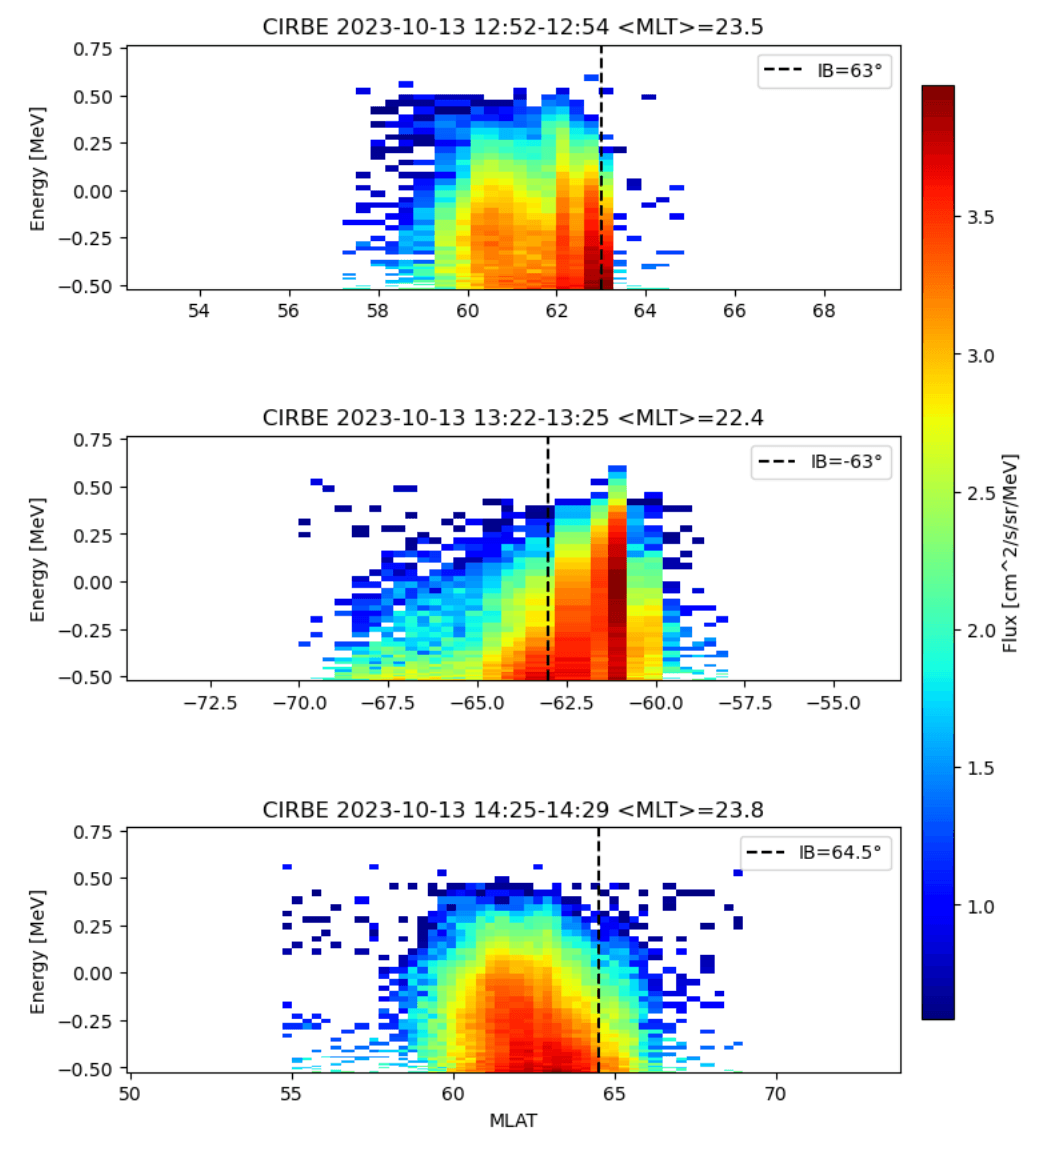 CIRBE 2023-10-13 12:52-12:54 <MLT>=23.5
0.75
0.50
0.25
0.00
−0.25
−0.50
Energy [MeV]
IB=63°
54 56 58 60 62 64 66 68
CIRBE 2023-10-13 13:22-13:25 <MLT>=22.4
0.75
0.50
0.25
0.00
−0.25
−0.50
Energy [MeV]
IB=-63°
−72.5 −70.0 −67.5 −65.0 −62.5 −60.0 −57.5 −55.0
CIRBE 2023-10-13 14:25-14:29 <MLT>=23.8
0.75
0.50
0.25
0.00
−0.25
−0.50
Energy [MeV]
IB=64.5°
50 55 60 65 70
MLAT
3.5
3.0
2.5
2.0
1.5
1.0
Flux [cm^2/s/sr/MeV]